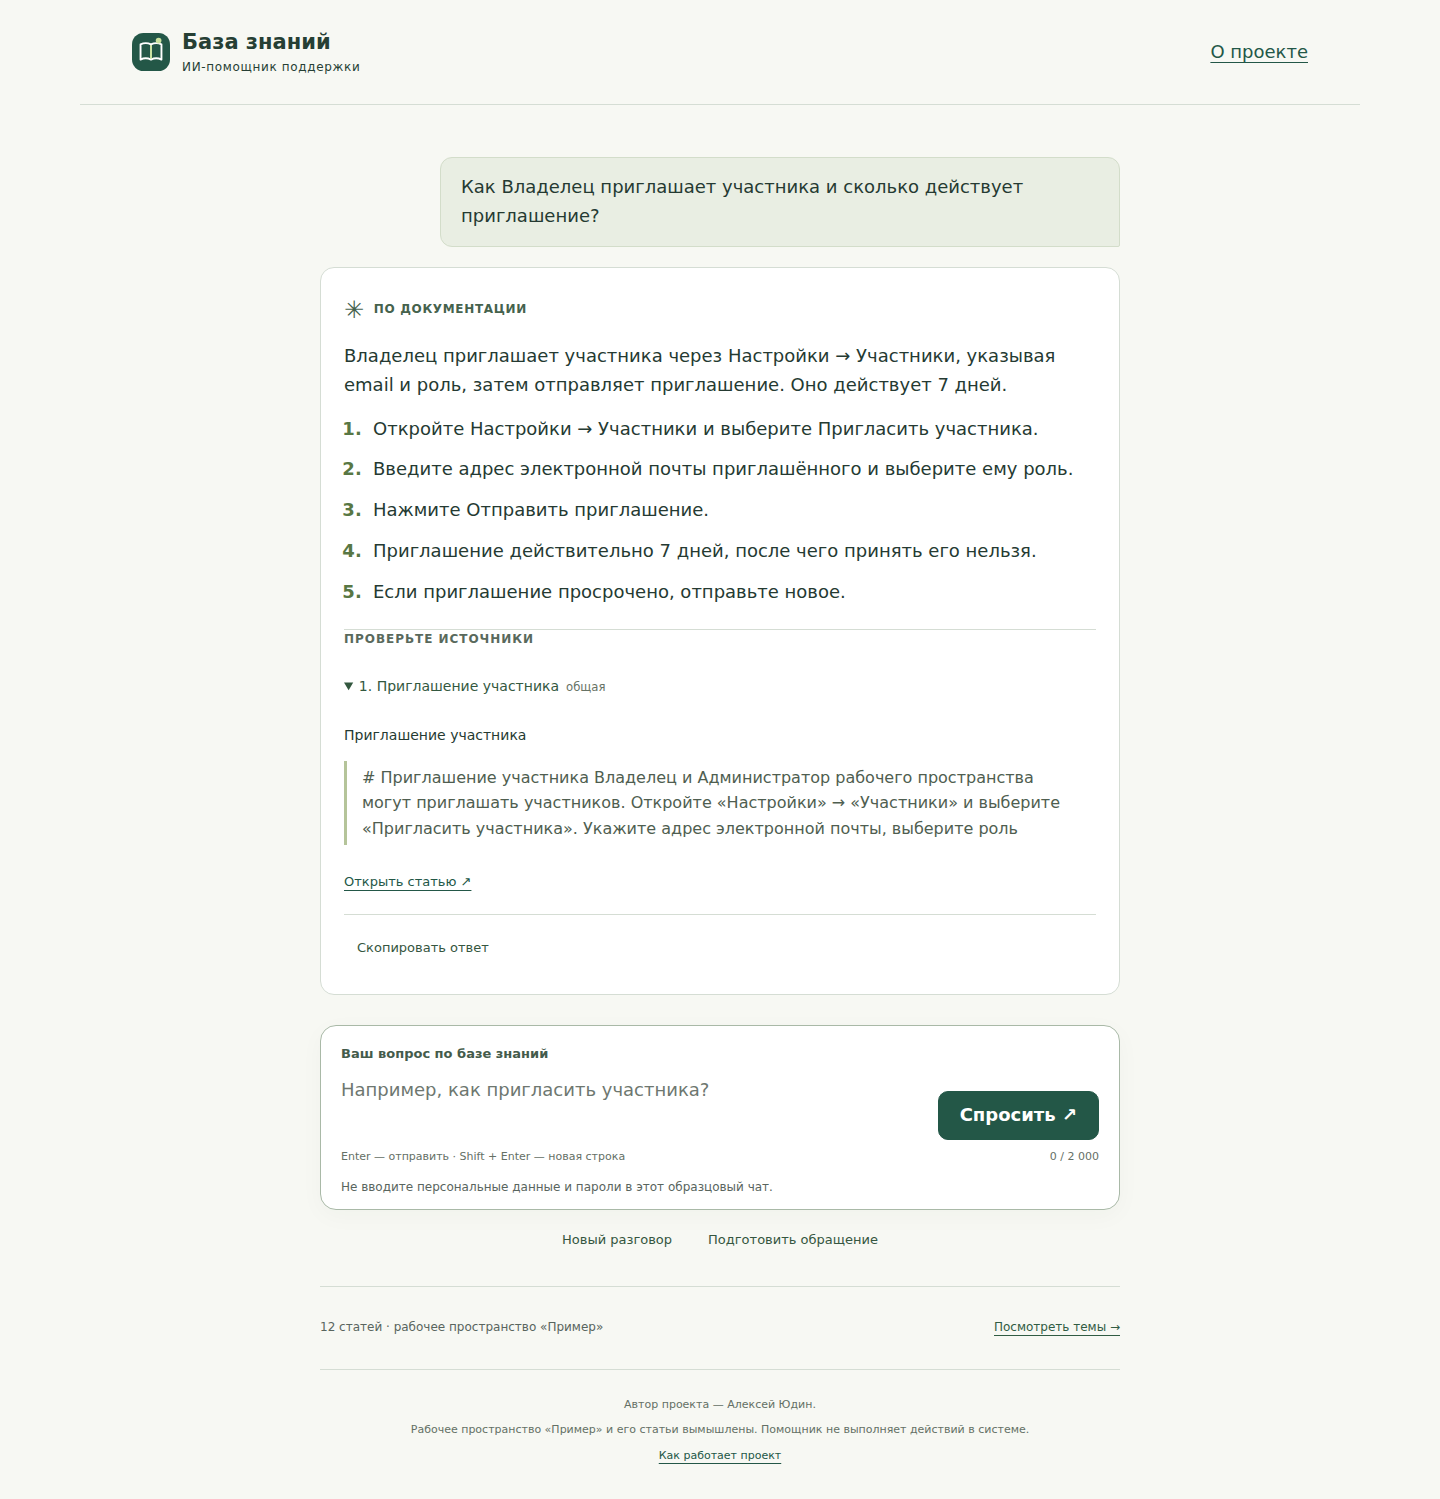 База знаний
ИИ-помощник поддержки
О проекте
Как Владелец приглашает участника и сколько действует
приглашение?
ПО ДОКУМЕНТАЦИИ
Владелец приглашает участника через Настройки → Участники, указывая
email и роль, затем отправляет приглашение. Оно действует 7 дней.
1. Откройте Настройки → Участники и выберите Пригласить участника.
2. Введите адрес электронной почты приглашённого и выберите ему роль.
3. Нажмите Отправить приглашение.
4. Приглашение действительно 7 дней, после чего принять его нельзя.
5. Если приглашение просрочено, отправьте новое.
ПРОВЕРЬТЕ ИСТОЧНИКИ
▼ 1. Приглашение участника общая
Приглашение участника
# Приглашение участника Владелец и Администратор рабочего пространства
могут приглашать участников. Откройте «Настройки» → «Участники» и выберите
«Пригласить участника». Укажите адрес электронной почты, выберите роль
Открыть статью ↗
Скопировать ответ
Ваш вопрос по базе знаний
Например, как пригласить участника?
Спросить ↗
Enter — отправить · Shift + Enter — новая строка
0 / 2 000
Не вводите персональные данные и пароли в этот образцовый чат.
Новый разговор
Подготовить обращение
12 статей · рабочее пространство «Пример»
Посмотреть темы →
Автор проекта — Алексей Юдин.
Рабочее пространство «Пример» и его статьи вымышлены. Помощник не выполняет действий в системе.
Как работает проект